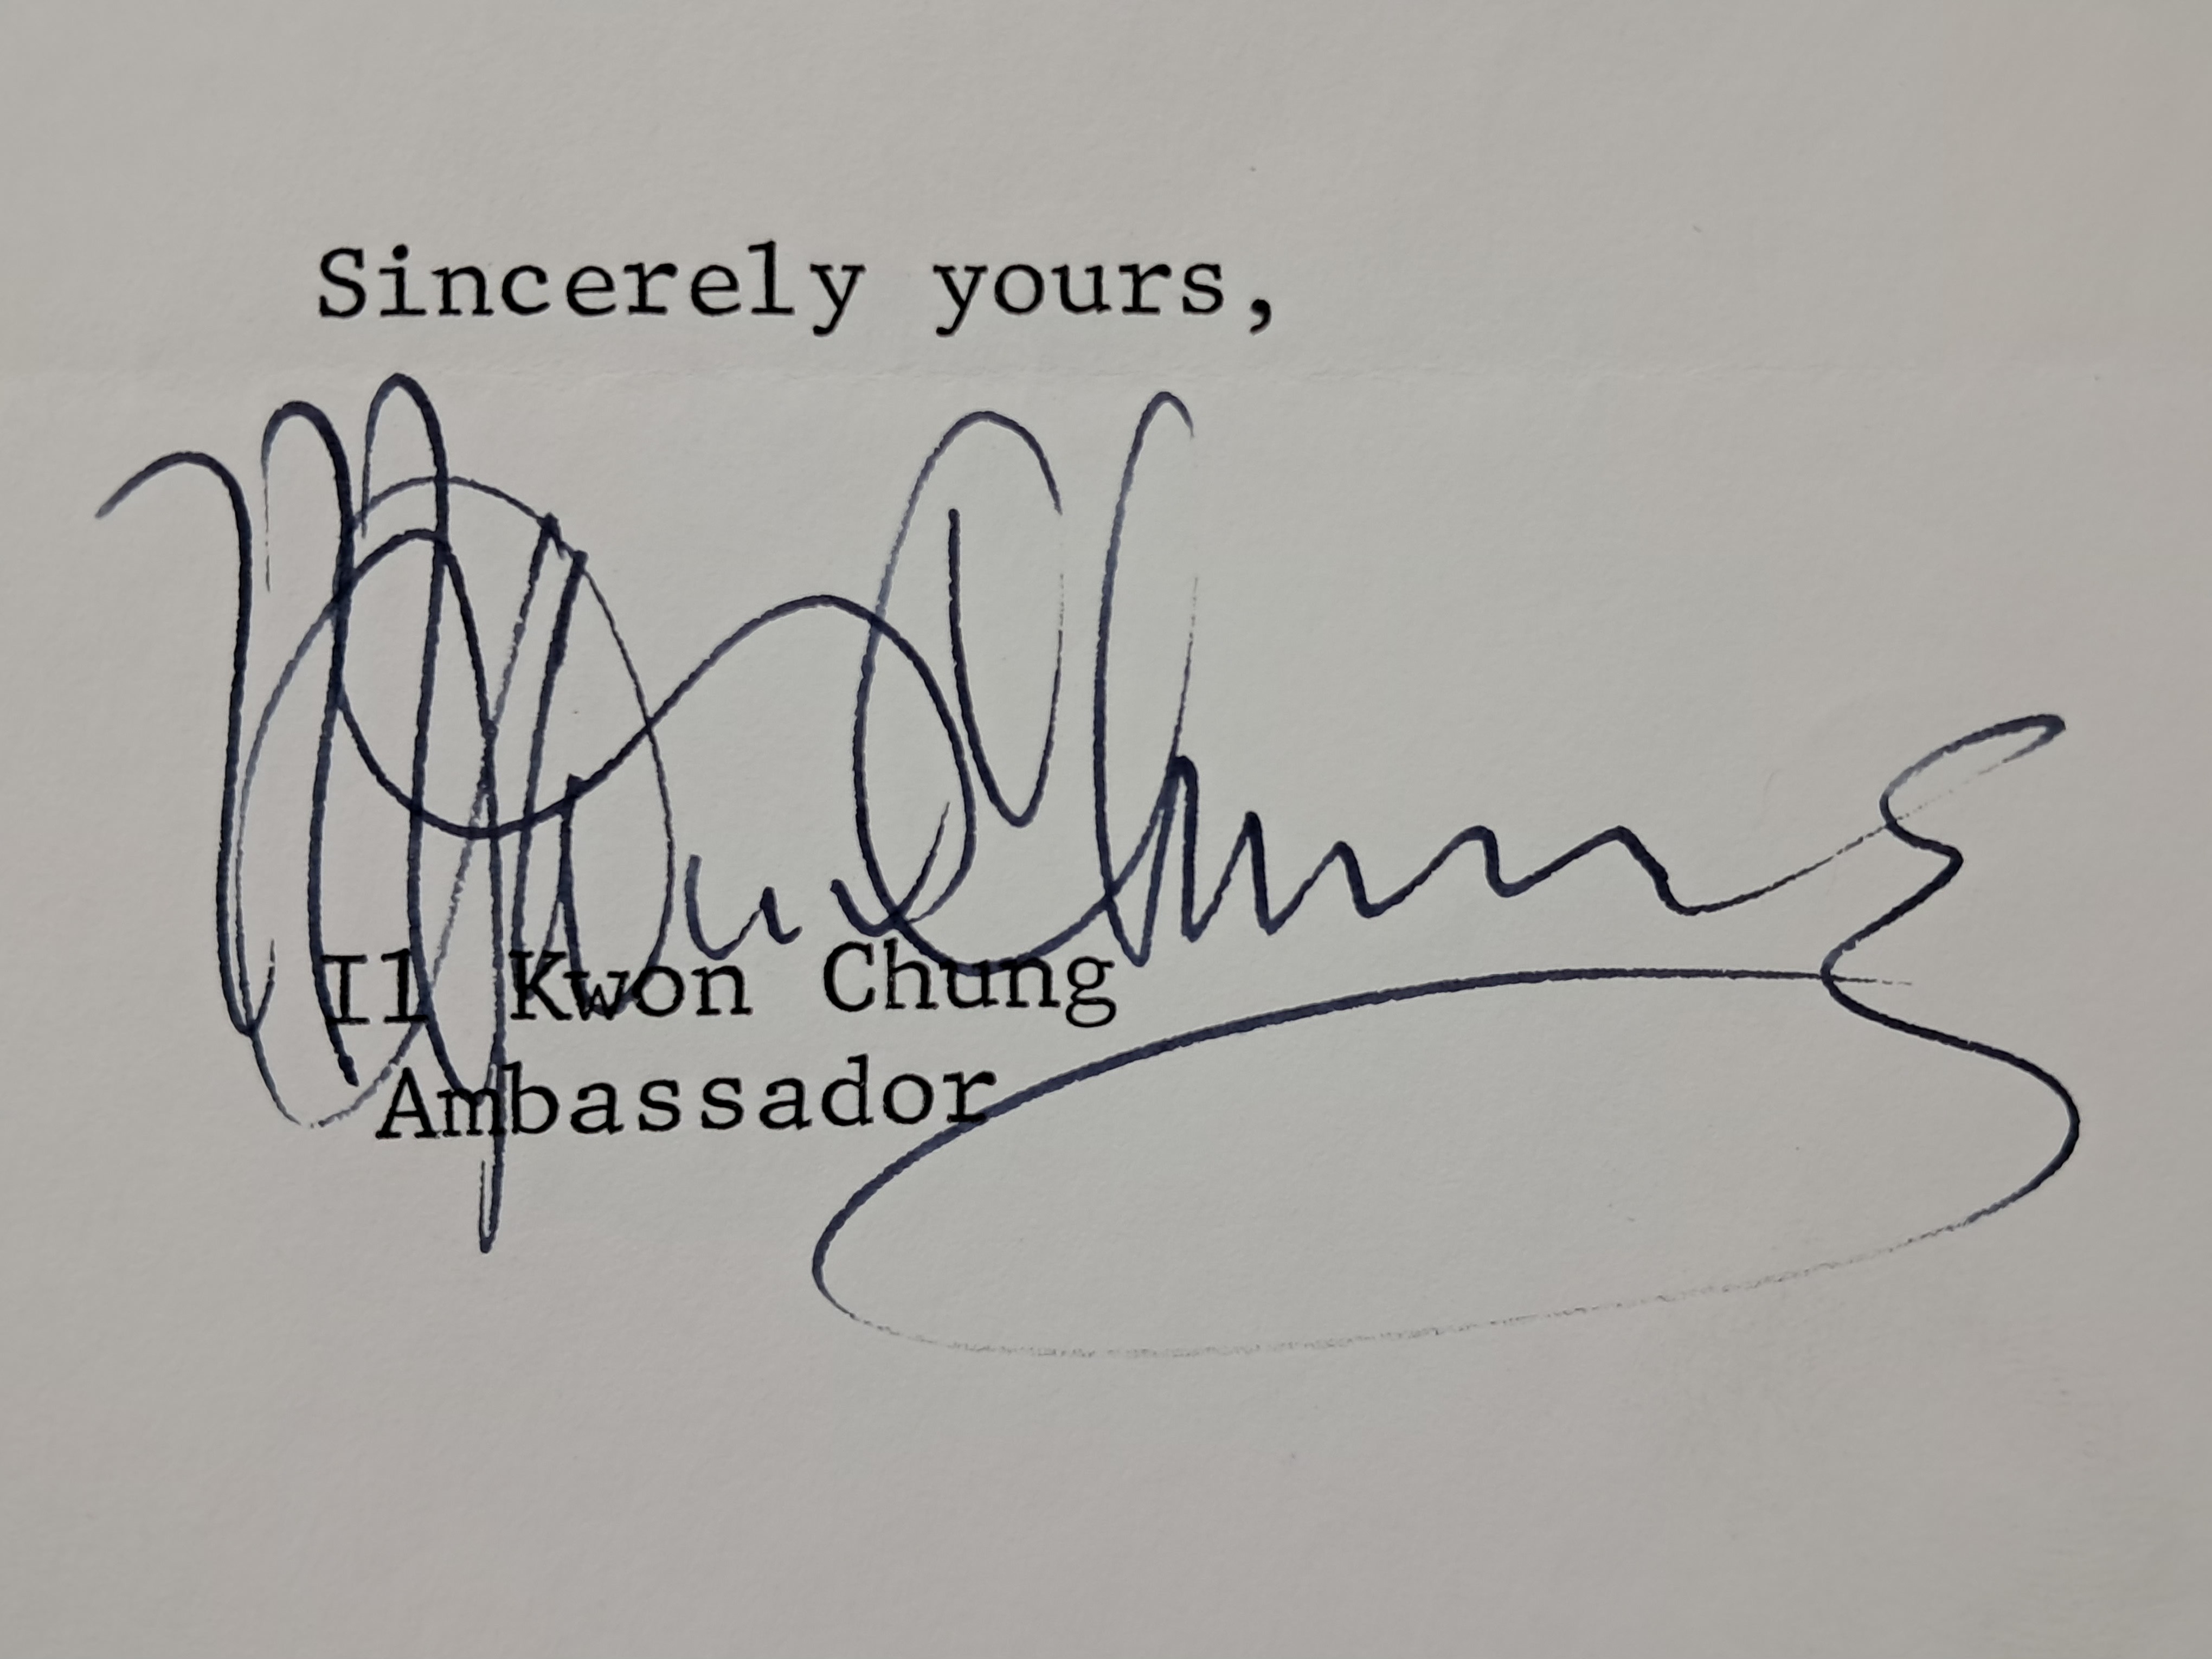 Sincerely yours,
Il Kwon Chung
Ambassador